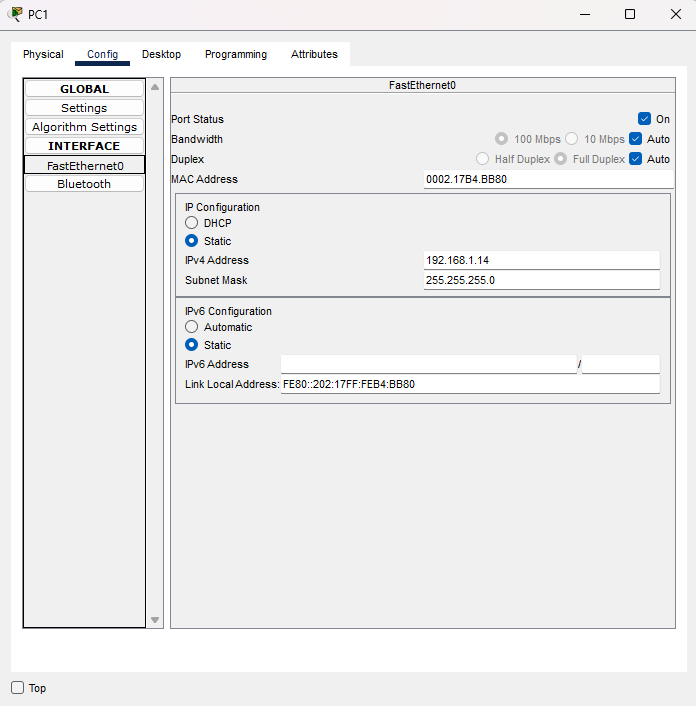 PC1
Physical Config Desktop Programming Attributes
GLOBAL
Settings
Algorithm Settings
INTERFACE
FastEthernet0
Bluetooth
FastEthernet0
Port Status On
Bandwidth 100 Mbps 10 Mbps Auto
Duplex Half Duplex Full Duplex Auto
MAC Address 0002.17B4.BB80
IP Configuration
DHCP
Static
IPv4 Address 192.168.1.14
Subnet Mask 255.255.255.0
IPv6 Configuration
Automatic
Static
IPv6 Address /
Link Local Address: FE80::202:17FF:FEB4:BB80
Top